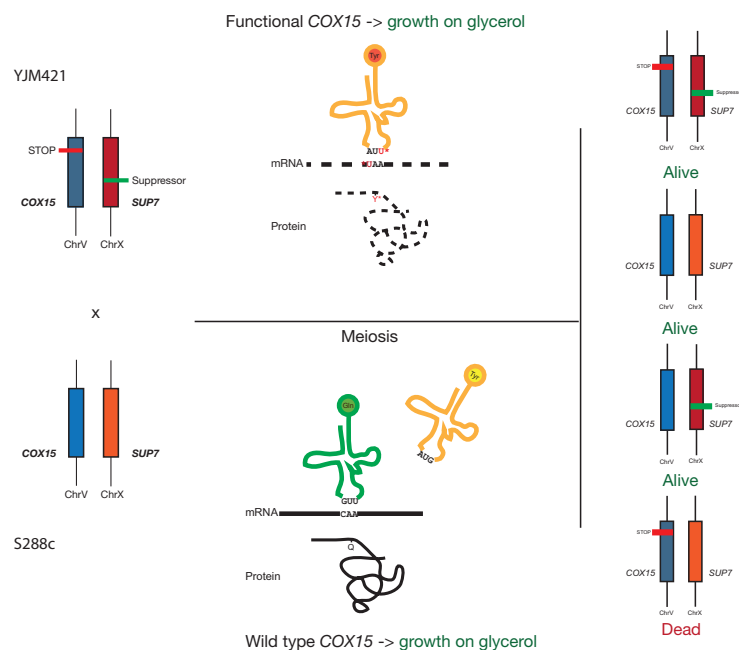 Functional COX15 -> growth on glycerol
YJM421
STOP
Suppressor
COX15
SUP7
ChrV
ChrX
Tyr
AUU*
mRNA
*UAA
Y*
Protein
x
Meiosis
COX15
SUP7
ChrV
ChrX
S288c
Gln
Tyr
AUG
GUU
mRNA
CAA
Q
Protein
Wild type COX15 -> growth on glycerol
STOP
Suppressor
COX15
SUP7
ChrV
ChrX
Alive
COX15
SUP7
ChrV
ChrX
Alive
Suppressor
COX15
SUP7
ChrV
ChrX
Alive
STOP
COX15
SUP7
ChrV
ChrX
Dead